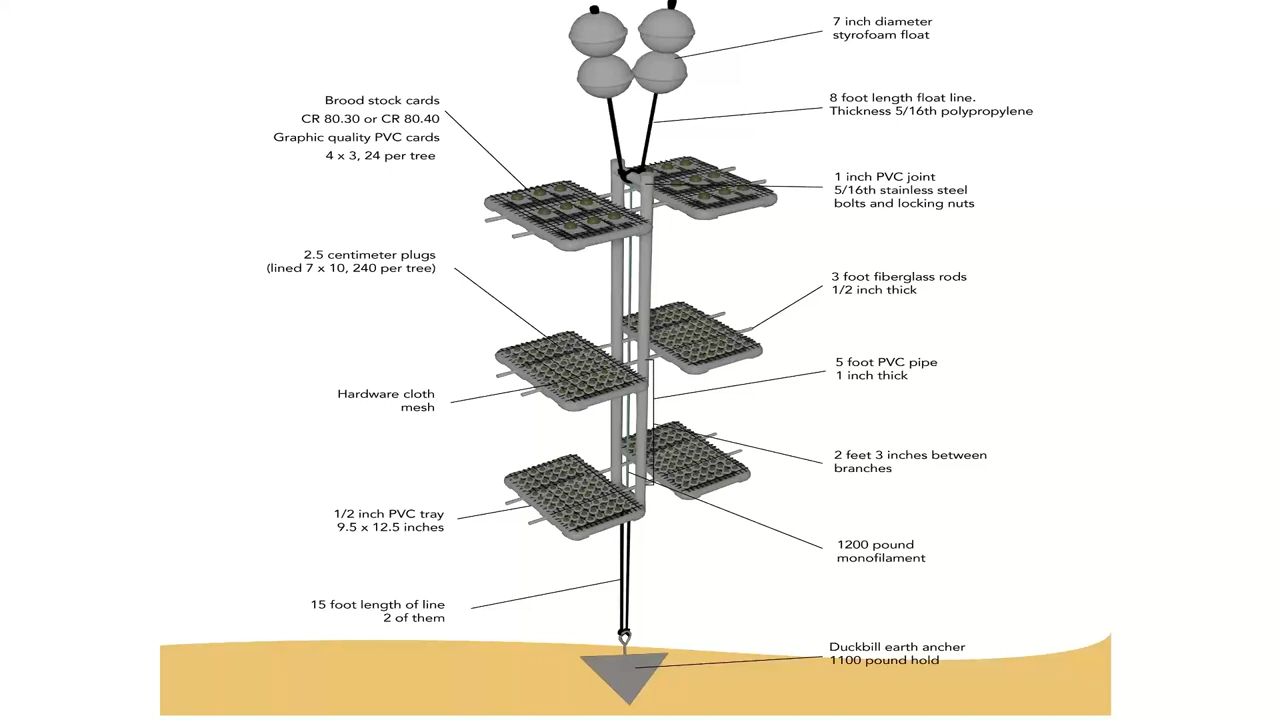 7 inch diameter
styrofoam float
Brood stock cards
CR 80.30 or CR 80.40
Graphic quality PVC cards
4 x 3, 24 per tree
8 foot length float line.
Thickness 5/16th polypropylene
1 inch PVC joint
5/16th stainless steel
bolts and locking nuts
2.5 centimeter plugs
(lined 7 x 10, 240 per tree)
3 foot fiberglass rods
1/2 inch thick
5 foot PVC pipe
1 inch thick
Hardware cloth
mesh
2 feet 3 inches between
branches
1/2 inch PVC tray
9.5 x 12.5 inches
1200 pound
monofilament
15 foot length of line
2 of them
Duckbill earth ancher
1100 pound hold